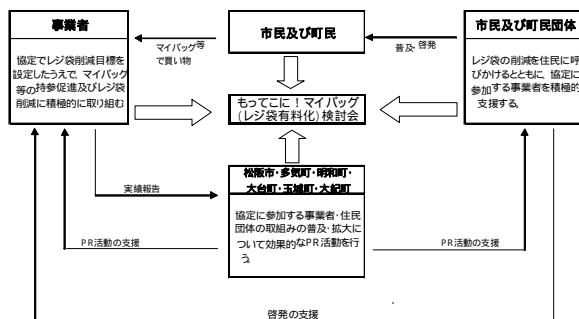 事業者
協定でレジ袋削減目標を
設定したうえで、マイバッグ
等の持参促進及びレジ袋
削減に積極的に取り組む
マイバッグ等
で買い物
市民及び町民
普及・啓発
市民及び町民団体
レジ袋の削減を住民に呼
びかけるとともに、協定に
参加する事業者を積極的
支援する。
もってこに！マイバッグ
(レジ袋有料化)検討会
松阪市・多気町・明和町・
大台町・玉城町・大紀町
協定に参加する事業者・住民
団体の取組みの普及・拡大に
ついて効果的なPR活動を行
う。
実績報告
PR活動の支援
PR活動の支援
啓発の支援